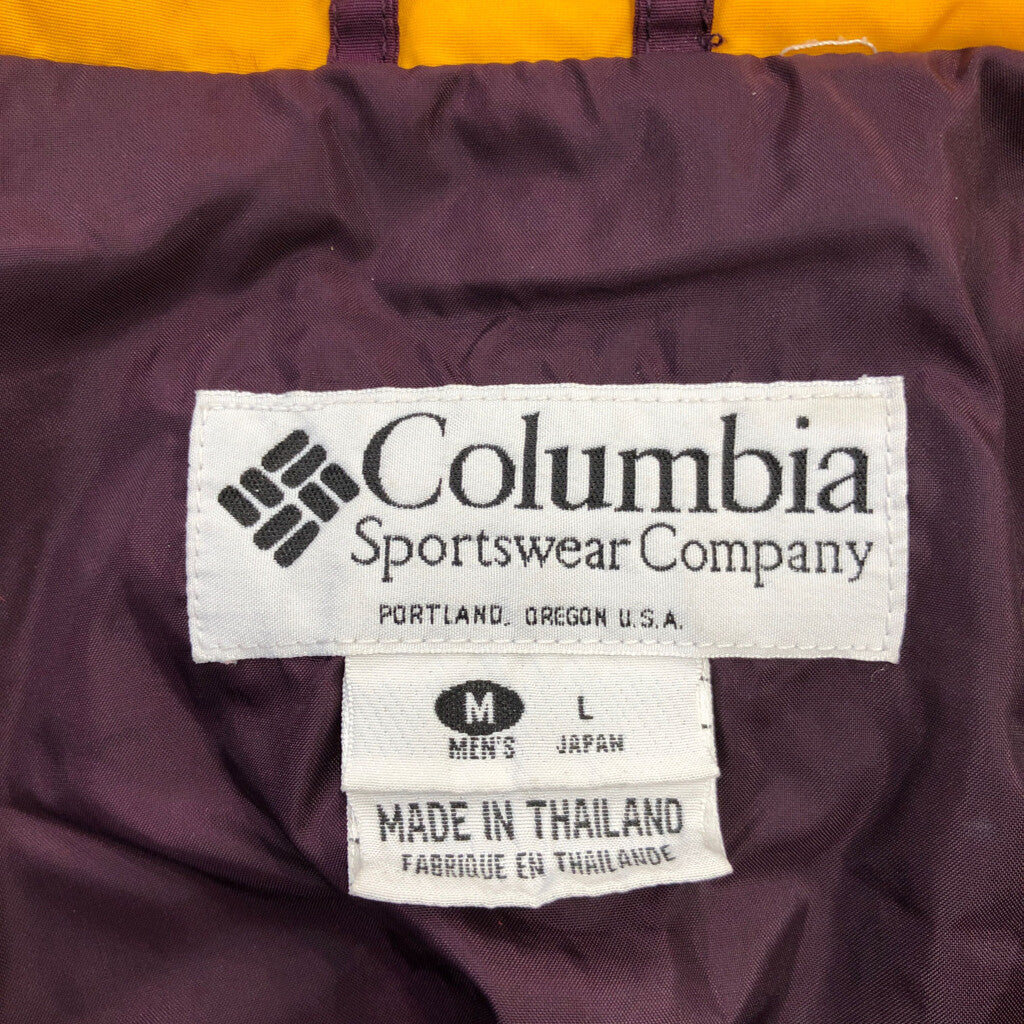 Columbia
Sportswear Company
PORTLAND, OREGON U.S.A.
M L
MEN'S JAPAN
MADE IN THAILAND
FABRIQUE EN THAILANDE